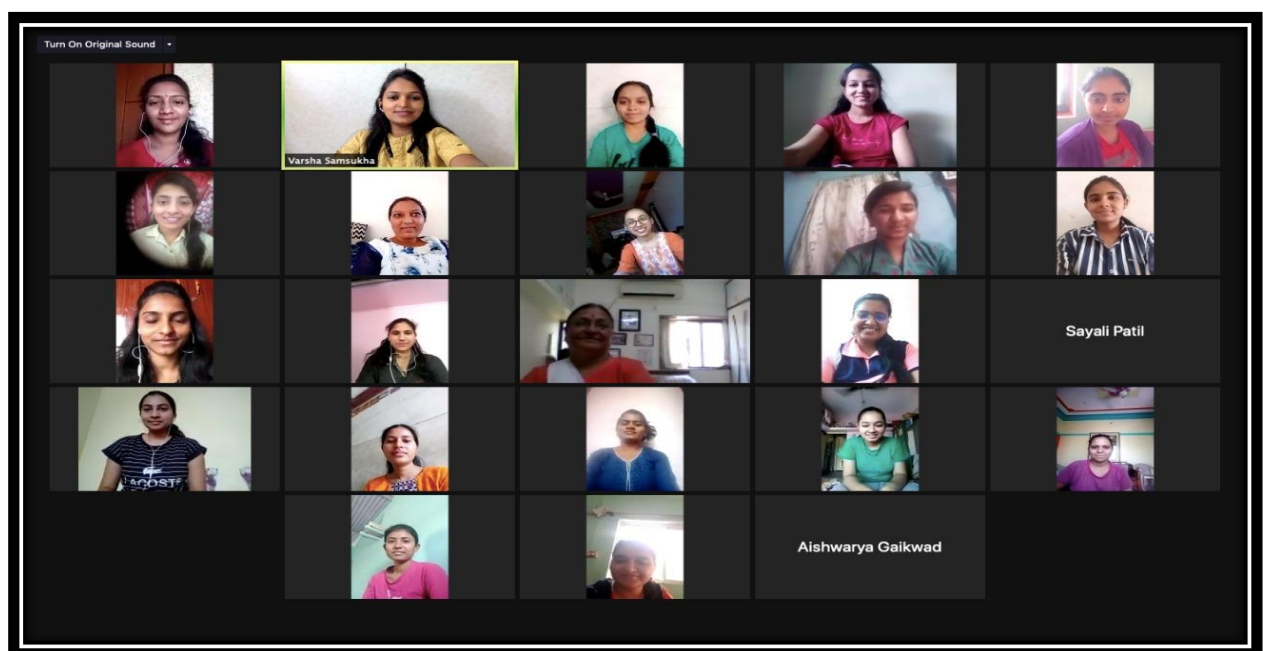 Turn On Original Sound
Varsha Samsukha
Sayali Patil
LACOSTE
Aishwarya Gaikwad